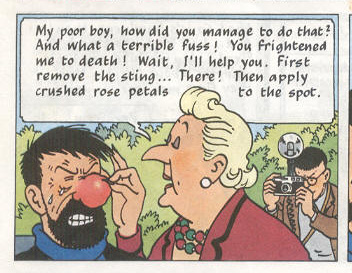 My poor boy, how did you manage to do that?
And what a terrible fuss! You frightened
me to death! Wait, I'll help you. First
remove the sting... There! Then apply
crushed rose petals to the spot.